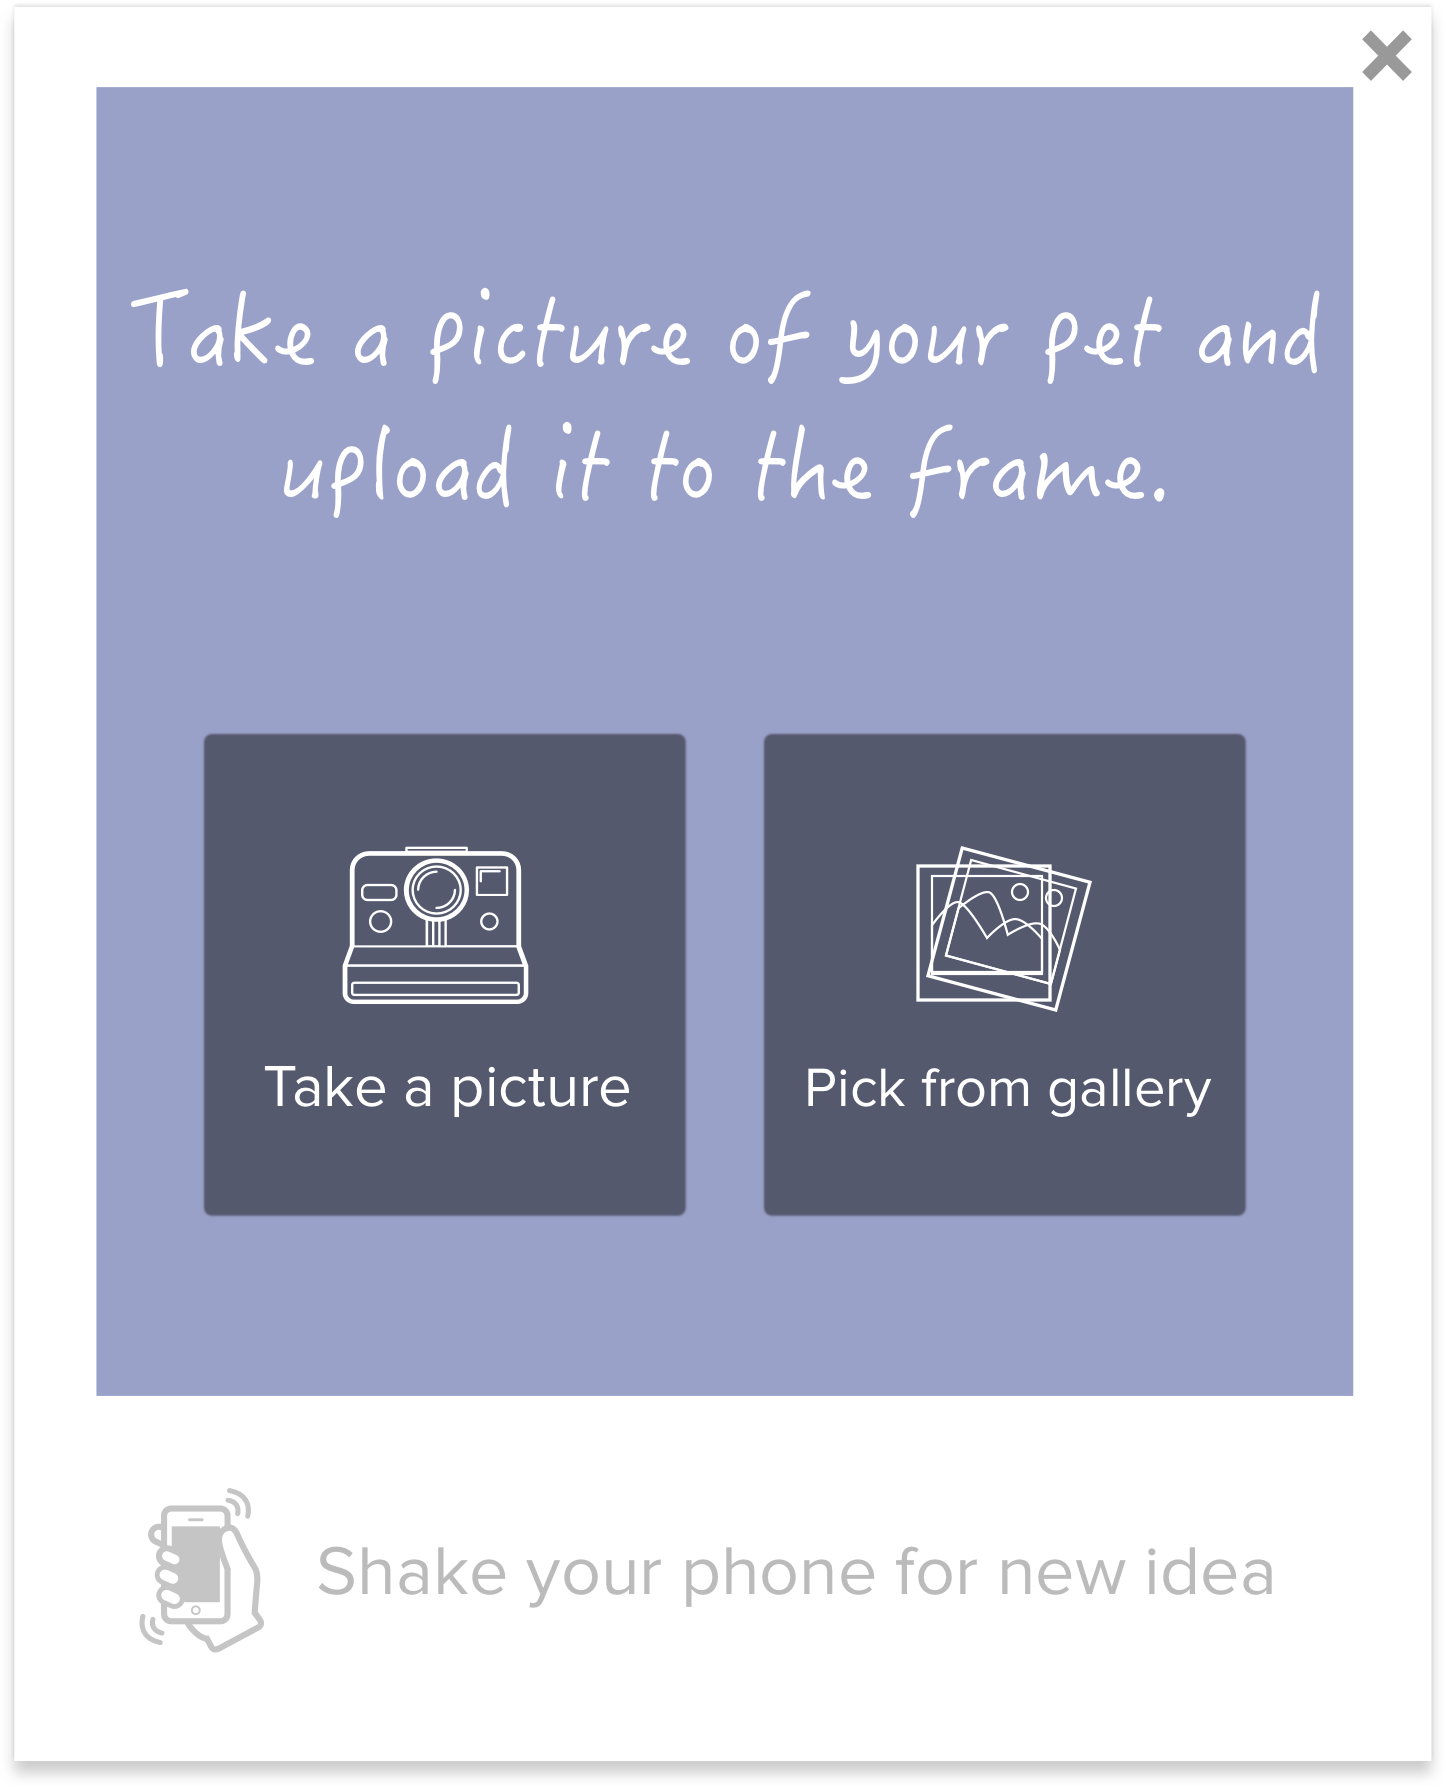 Take a picture of your pet and
upload it to the frame.
Take a picture
Pick from gallery
Shake your phone for new idea